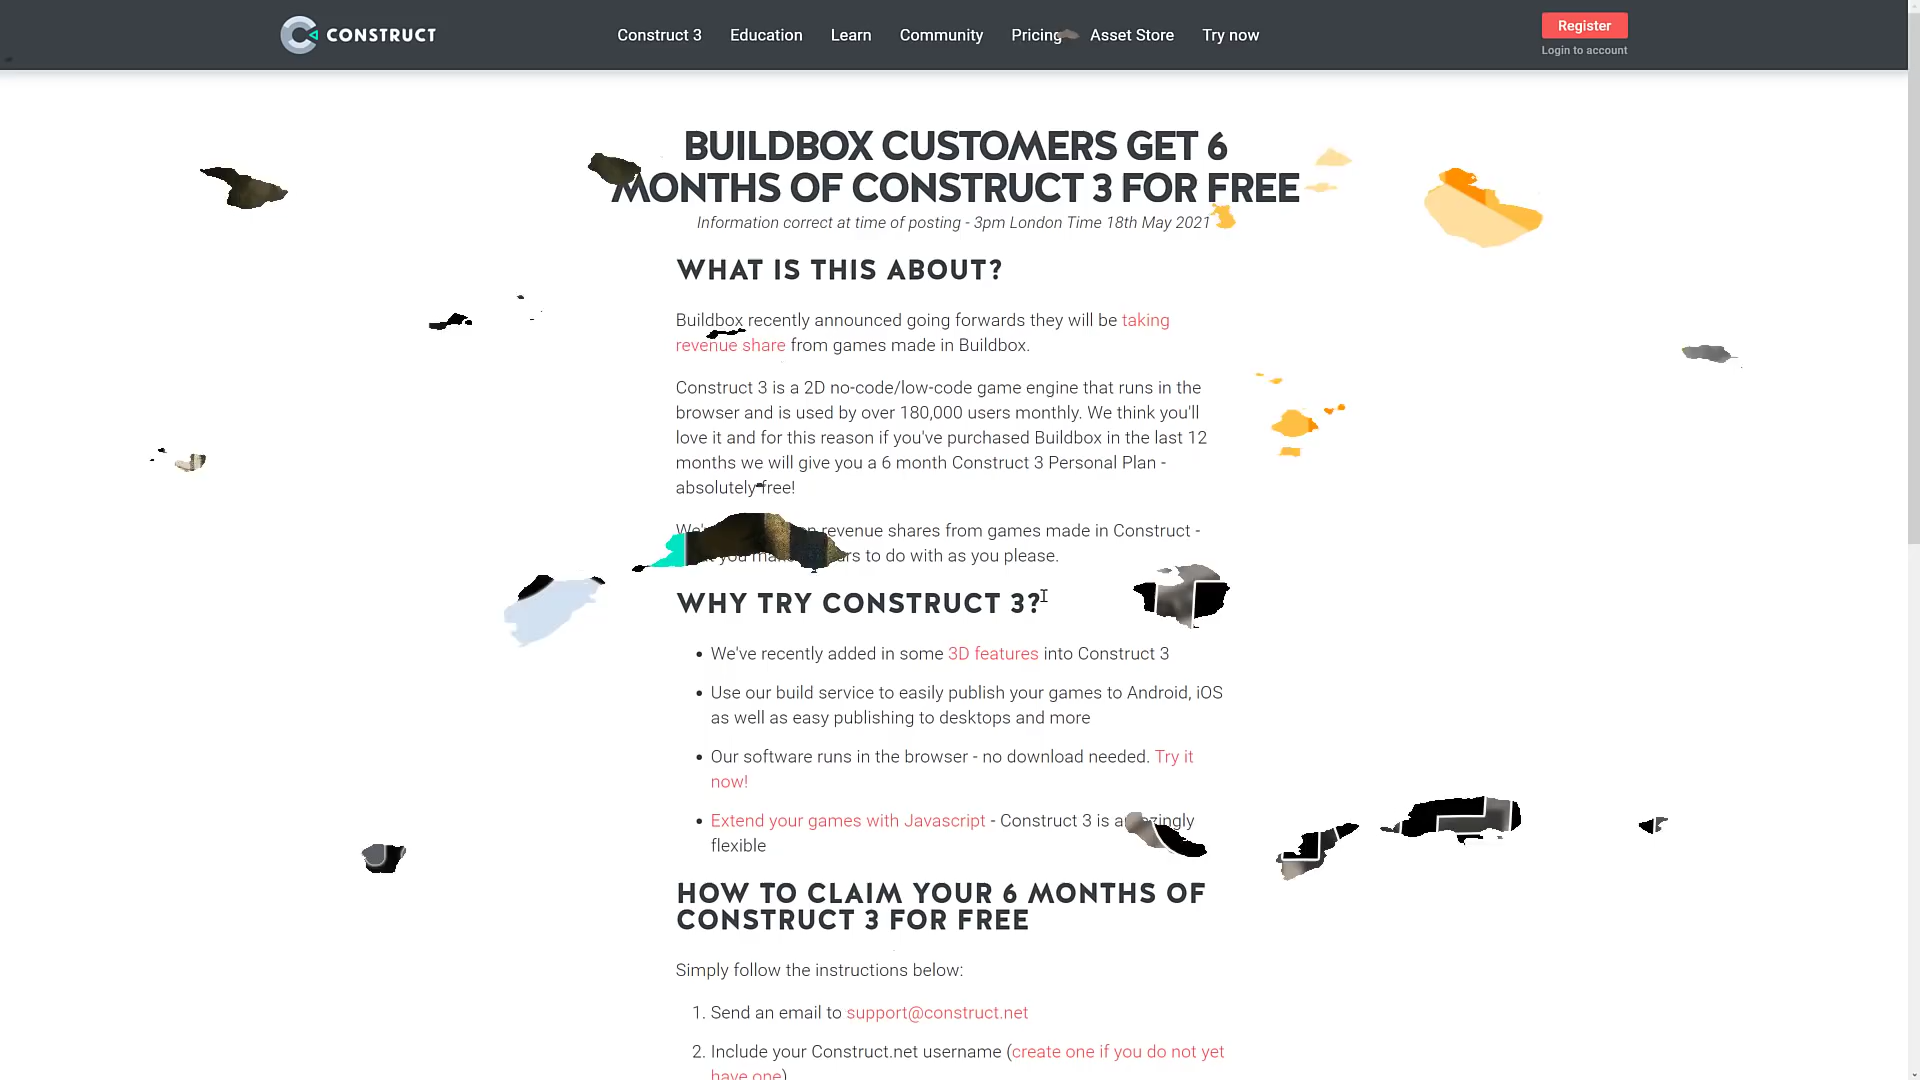 CONSTRUCT
Construct 3 Education Learn Community Pricing Asset Store Try now
Register
Login to account
BUILDBOX CUSTOMERS GET 6
MONTHS OF CONSTRUCT 3 FOR FREE
Information correct at time of posting - 3pm London Time 18th May 2021
WHAT IS THIS ABOUT?
Buildbox recently announced going forwards they will be taking
revenue share from games made in Buildbox.
Construct 3 is a 2D no-code/low-code game engine that runs in the
browser and is used by over 180,000 users monthly. We think you'll
love it and for this reason if you've purchased Buildbox in the last 12
months we will give you a 6 month Construct 3 Personal Plan -
absolutely free!
revenue shares from games made in Construct -
you to do with as you please.
WHY TRY CONSTRUCT 3?
• We've recently added in some 3D features into Construct 3
• Use our build service to easily publish your games to Android, iOS
as well as easy publishing to desktops and more
• Our software runs in the browser - no download needed. Try it
now!
• Extend your games with Javascript - Construct 3 is
flexible
HOW TO CLAIM YOUR 6 MONTHS OF
CONSTRUCT 3 FOR FREE
Simply follow the instructions below:
1. Send an email to support@construct.net
2. Include your Construct.net username (create one if you do not yet
have one)